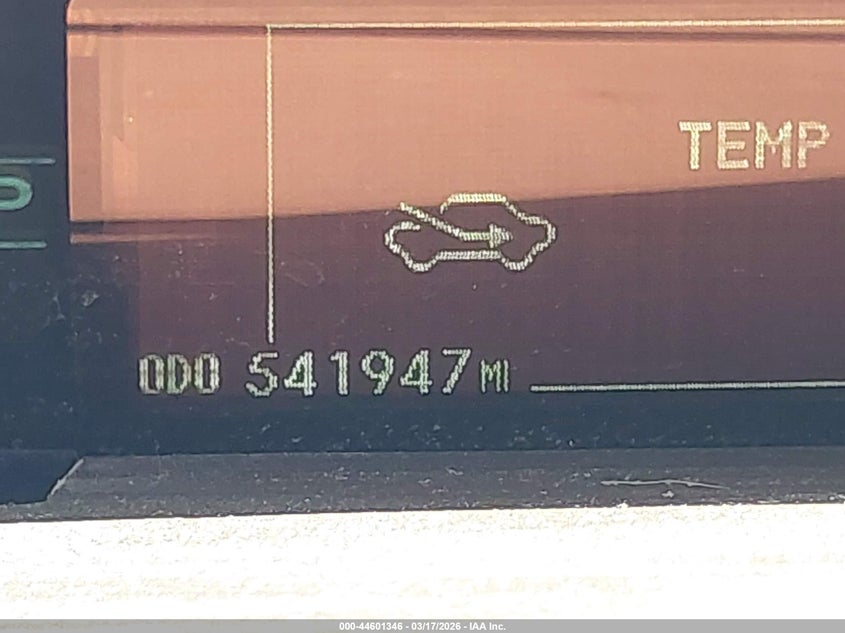 TEMP
ODO 541947MI
000-44601346 - 03/17/2026 - IAA Inc.